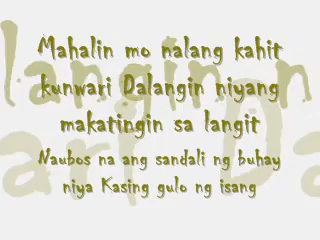 Mahalin mo nalang kahit
kunwari Dalangin niyang
makatingin sa langit
Naubos na ang sandali ng buhay
niya Kasing gulo ng isang